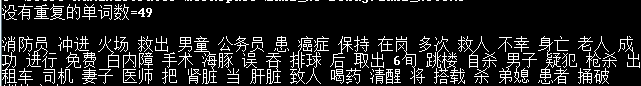 没有重复的单词数=49
消防员 冲进 火场 救出 男童 公务员 患 癌症 保持 在岗 多次 救人 不幸 身亡 老人 成
功 进行 免费 白内障 手术 海豚 误 吞 排球 后 取出 6旬 跳楼 自杀 男子 疑犯 枪杀 出
租车 司机 妻子 医师 把 肾脏 当 肝脏 致人 喝药 清醒 将 搭载 杀 弟媳 患者 捅破